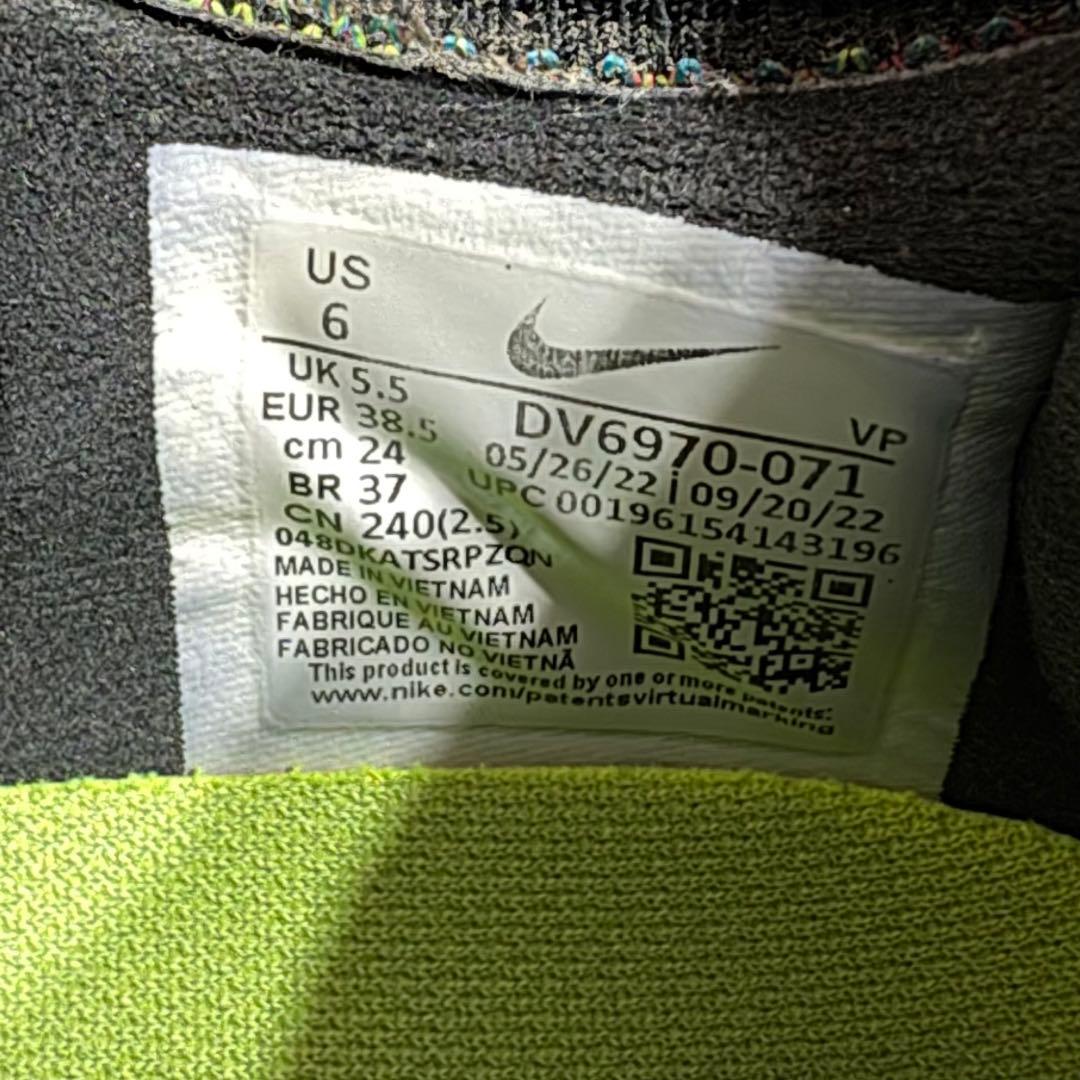 US
6
UK 5.5
EUR 38.5
cm 24
BR 37
CN 240(2.5)
VP
DV6970-071
05/26/22 | 09/20/22
UPC 00196154143196
048DKATSRPZQN
MADE IN VIETNAM
HECHO EN VIETNAM
FABRIQUE AU VIETNAM
FABRICADO NO VIETNÃ
This product is covered by one or more patents:
www.nike.com/patentsvirtualmarking